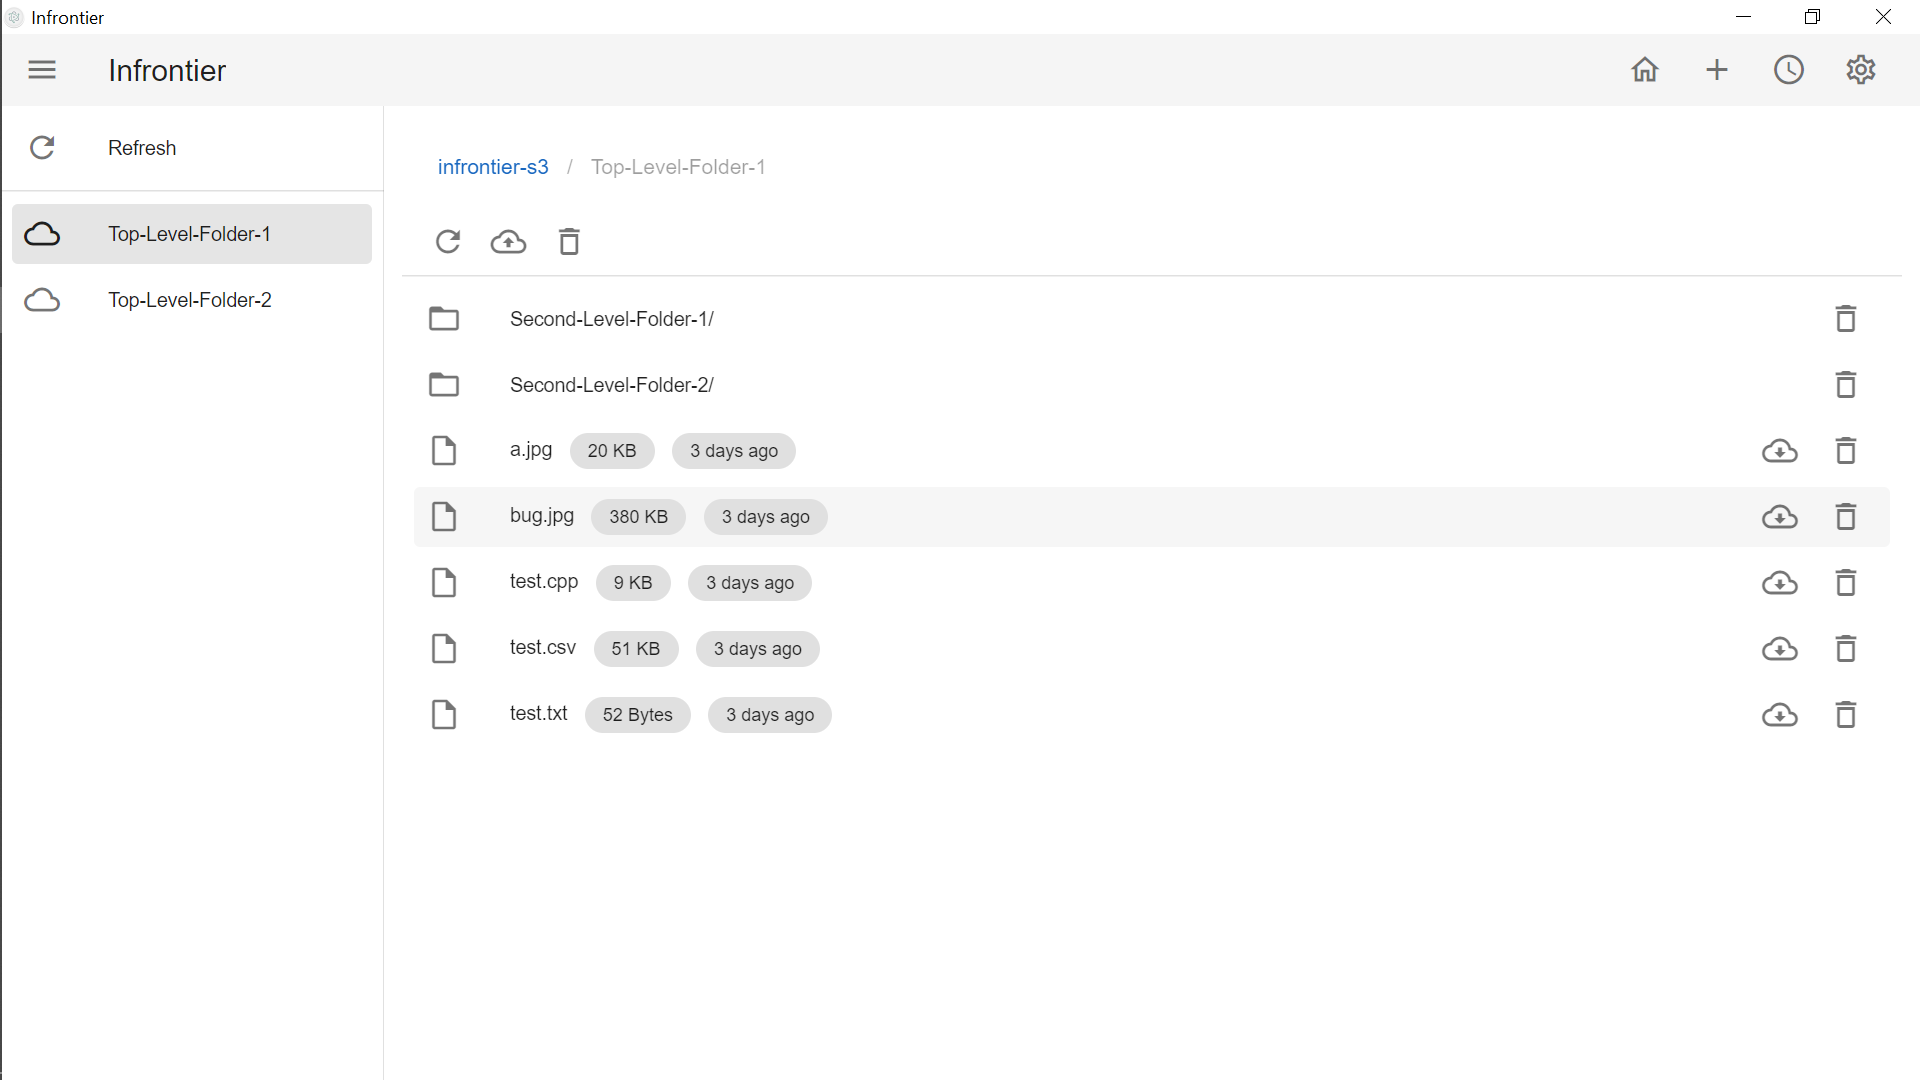 Infrontier
Infrontier
Refresh
Top-Level-Folder-1
Top-Level-Folder-2
infrontier-s3 / Top-Level-Folder-1
Second-Level-Folder-1/
Second-Level-Folder-2/
a.jpg 20 KB 3 days ago
bug.jpg 380 KB 3 days ago
test.cpp 9 KB 3 days ago
test.csv 51 KB 3 days ago
test.txt 52 Bytes 3 days ago